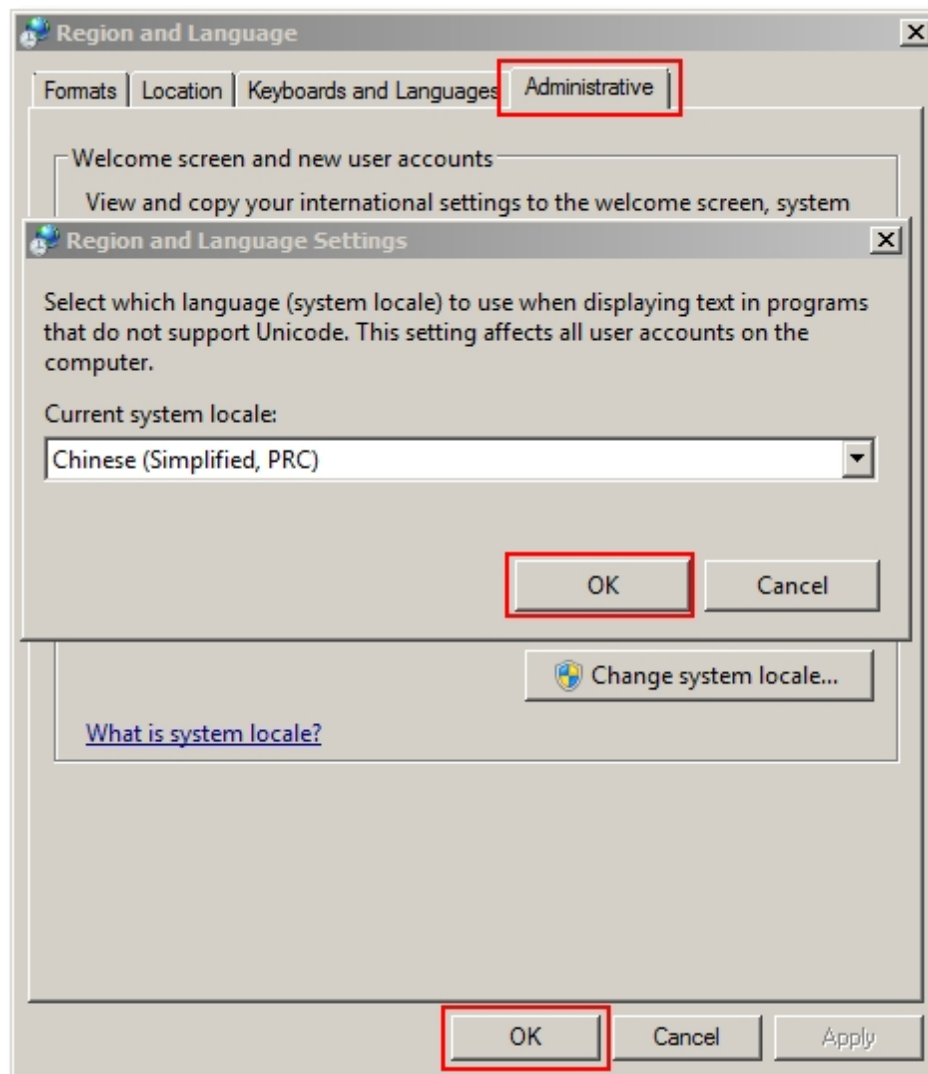 Region and Language
Formats
Location
Keyboards and Languages
Administrative
Welcome screen and new user accounts
View and copy your international settings to the welcome screen, system
Region and Language Settings
Select which language (system locale) to use when displaying text in programs
that do not support Unicode. This setting affects all user accounts on the
computer.
Current system locale:
Chinese (Simplified, PRC)
OK
Cancel
Change system locale...
What is system locale?
OK
Cancel
Apply